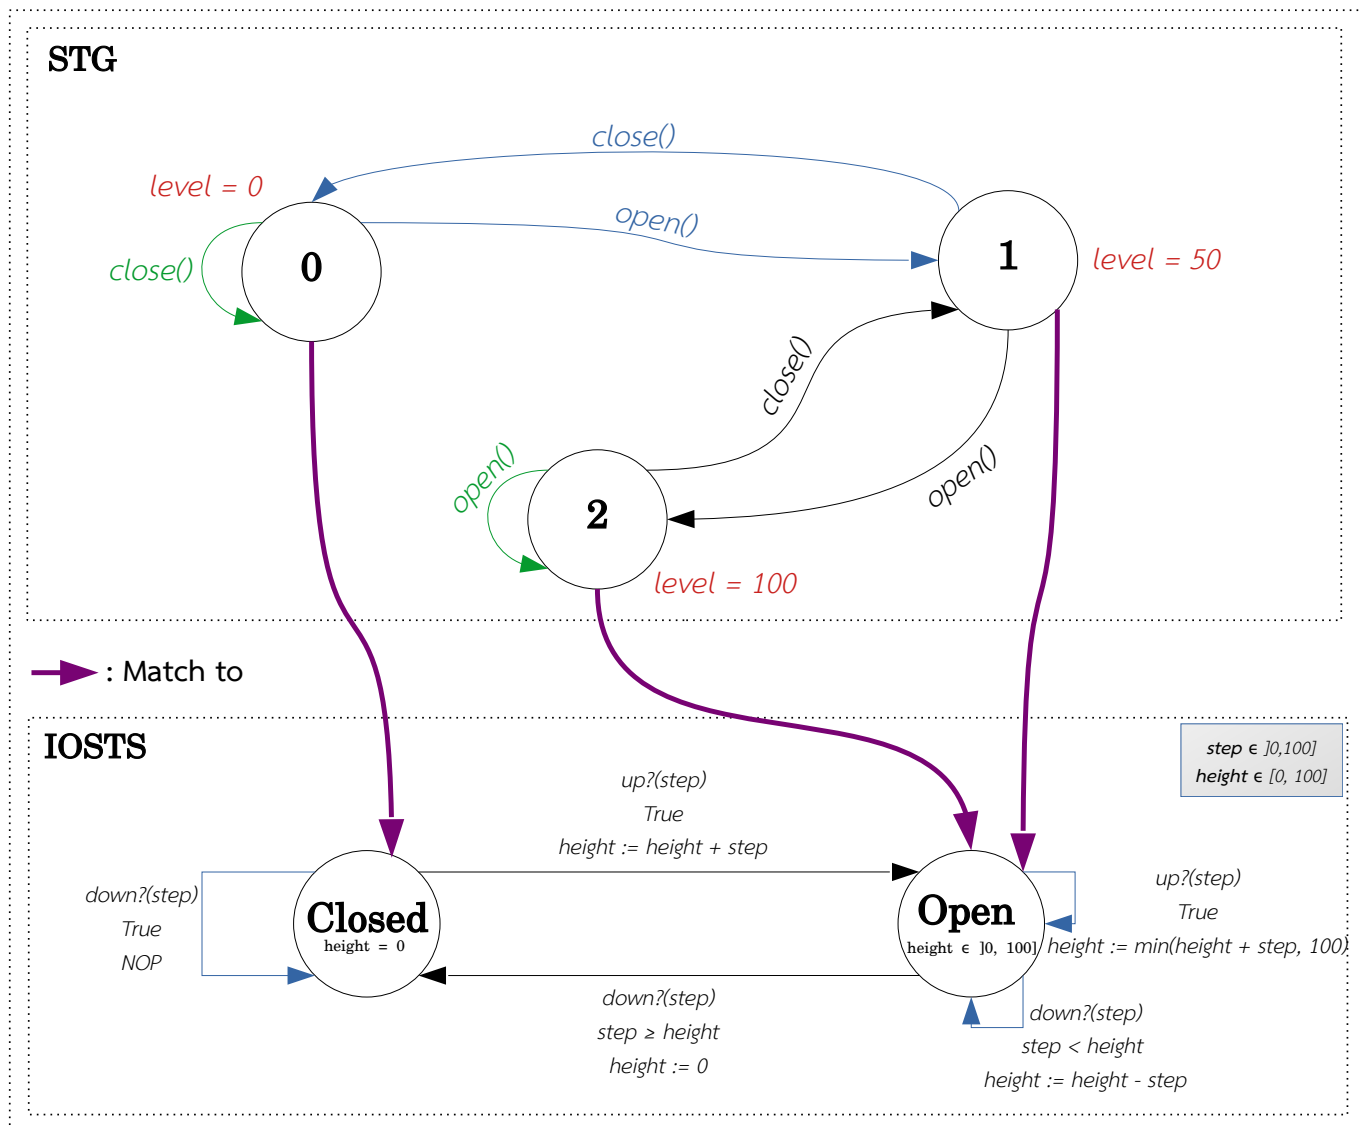 STG
close()
level = 0
open()
0
1
level = 50
close()
close()
open()
open()
2
level = 100
: Match to
IOSTS
step ϵ ]0,100]
height ϵ [0, 100]
up?(step)
True
height := height + step
down?(step)
True
NOP
Closed
height = 0
Open
height ϵ ]0, 100]
up?(step)
True
height := min(height + step, 100)
down?(step)
step ≥ height
height := 0
down?(step)
step < height
height := height - step